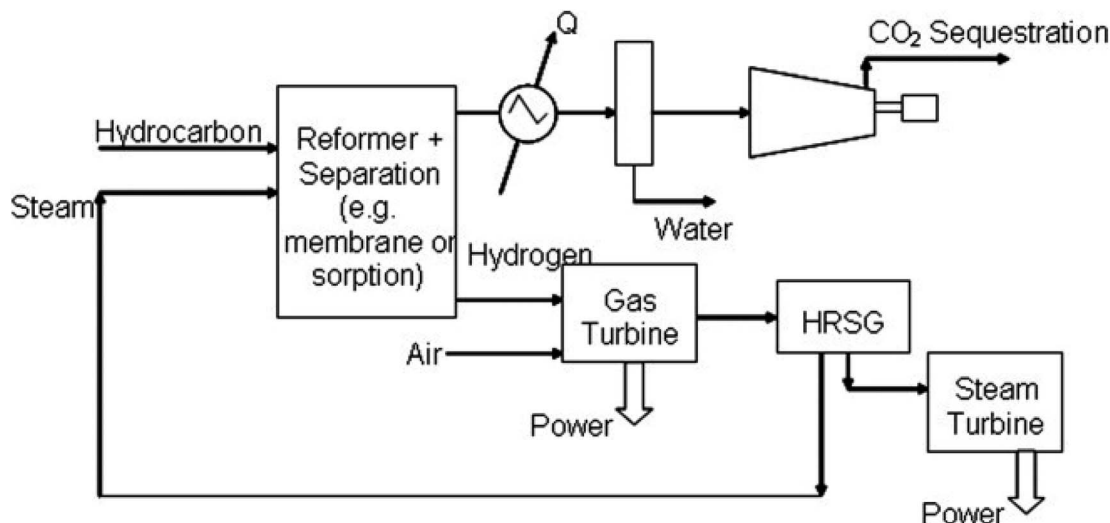 Q
CO₂ Sequestration
Hydrocarbon
Steam
Reformer +
Separation
(e.g.
membrane or
sorption)
Water
Hydrogen
Air
Gas
Turbine
Power
HRSG
Steam
Turbine
Power